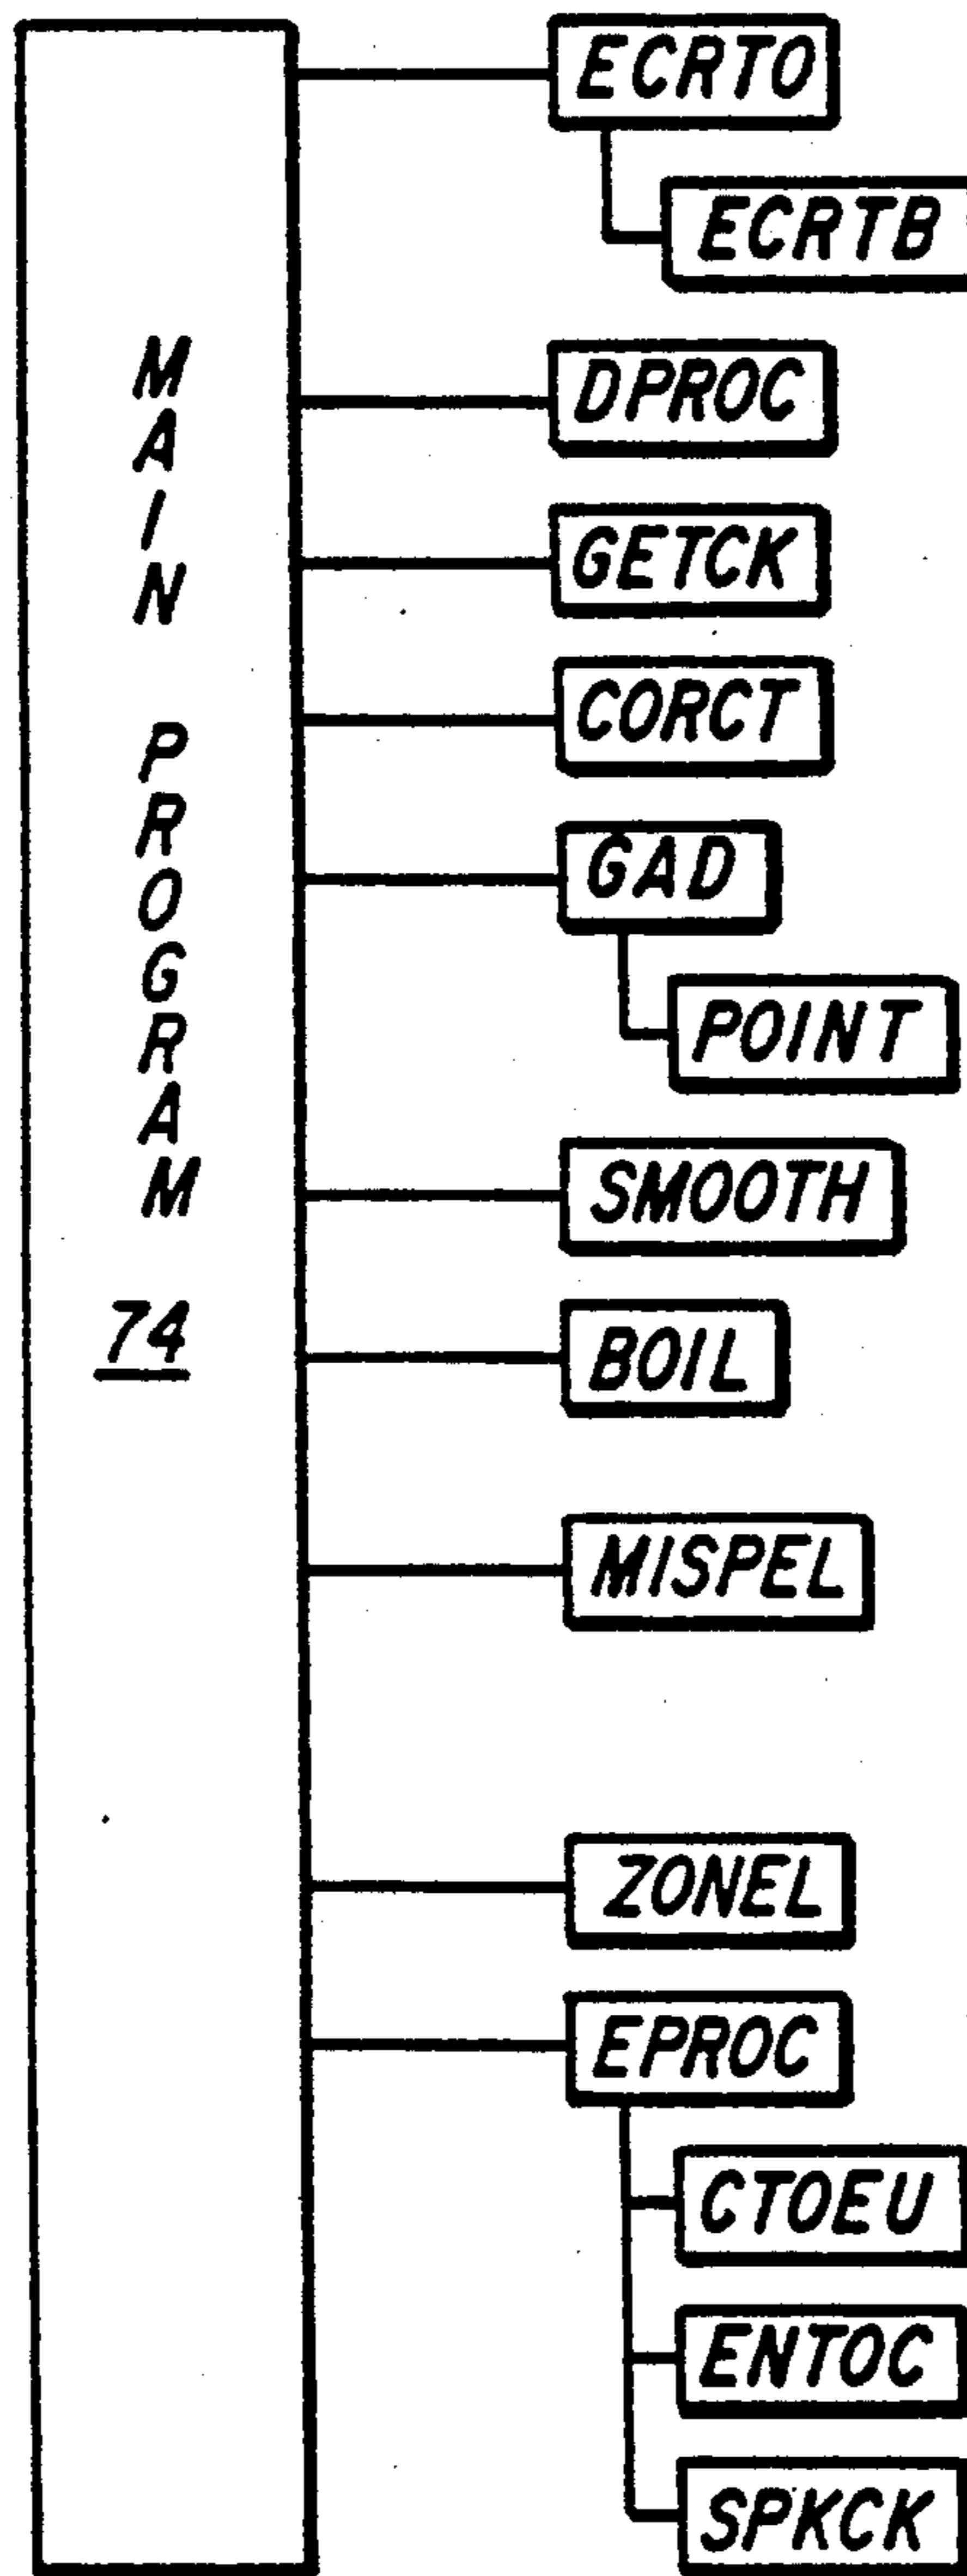 MAIN PROGRAM
74
ECRTO
ECRTB
DPROC
GETCK
CORCT
GAD
POINT
SMOOTH
BOIL
MISPEL
ZONEL
EPROC
CTOEU
ENTOC
SPKCK